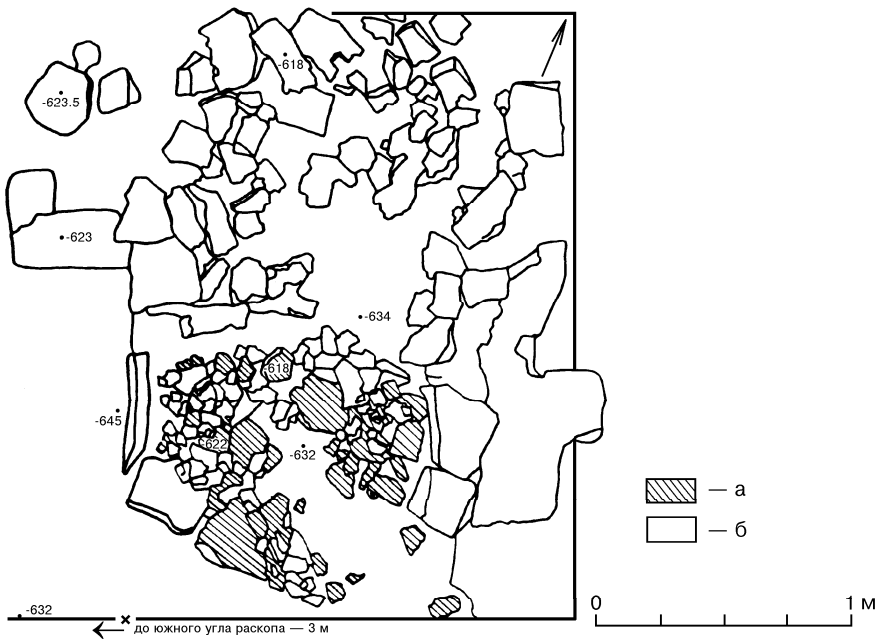 -618
-623.5
-623
-634
-618
-645
-622
-632
— а
— б
0 1 м
-632
× до южного угла раскопа — 3 м